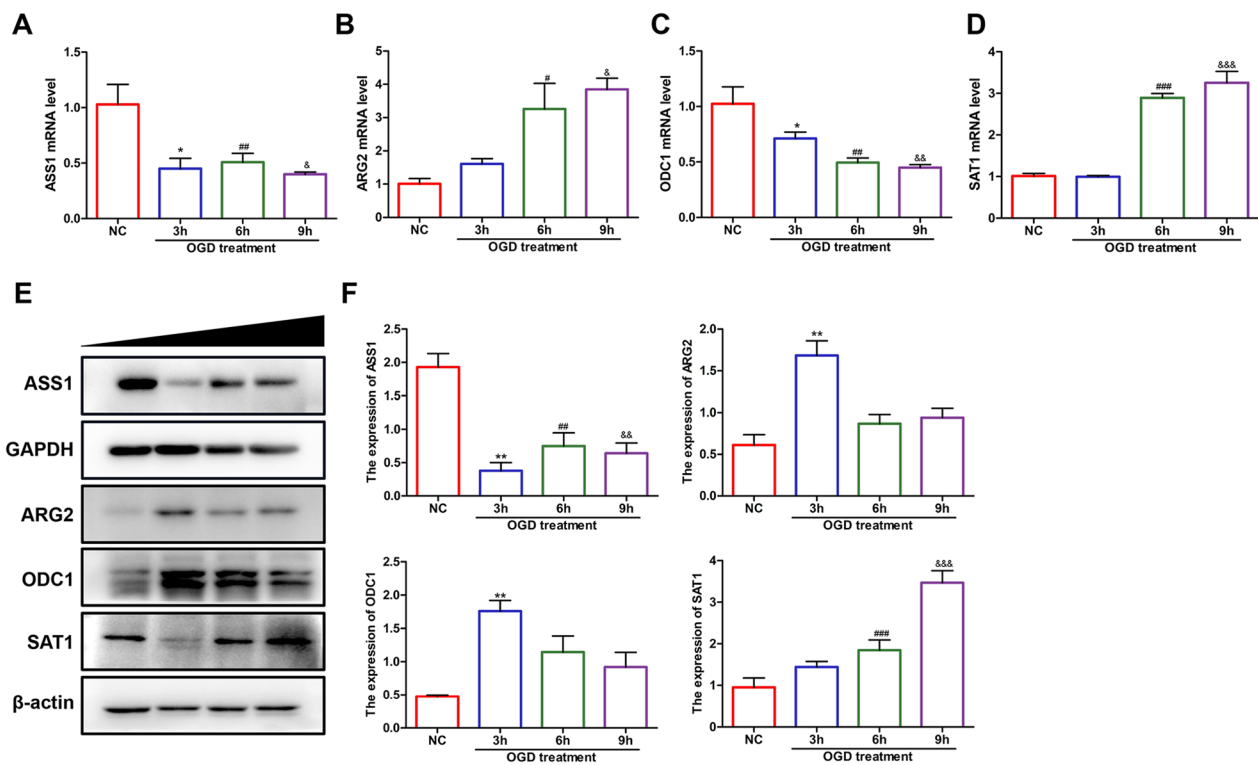 A
ASS1 mRNA level
1.5
1.0
0.5
0.0
*
##
&
NC
3h
6h
9h
OGD treatment
B
ARG2 mRNA level
5
4
3
2
1
0
#
&
NC
3h
6h
9h
OGD treatment
C
ODC1 mRNA level
1.5
1.0
0.5
0.0
*
##
&&
NC
3h
6h
9h
OGD treatment
D
SAT1 mRNA level
4
3
2
1
0
###
&&&
NC
3h
6h
9h
OGD treatment
E
ASS1
GAPDH
ARG2
ODC1
SAT1
β-actin
F
The expression of ASS1
2.5
2.0
1.5
1.0
0.5
0.0
**
##
&&
NC
3h
6h
9h
OGD treatment
The expression of ARG2
2.0
1.5
1.0
0.5
0.0
**
NC
3h
6h
9h
OGD treatment
The expression of ODC1
2.5
2.0
1.5
1.0
0.5
0.0
**
NC
3h
6h
9h
OGD treatment
The expression of SAT1
4
3
2
1
0
###
&&&
NC
3h
6h
9h
OGD treatment